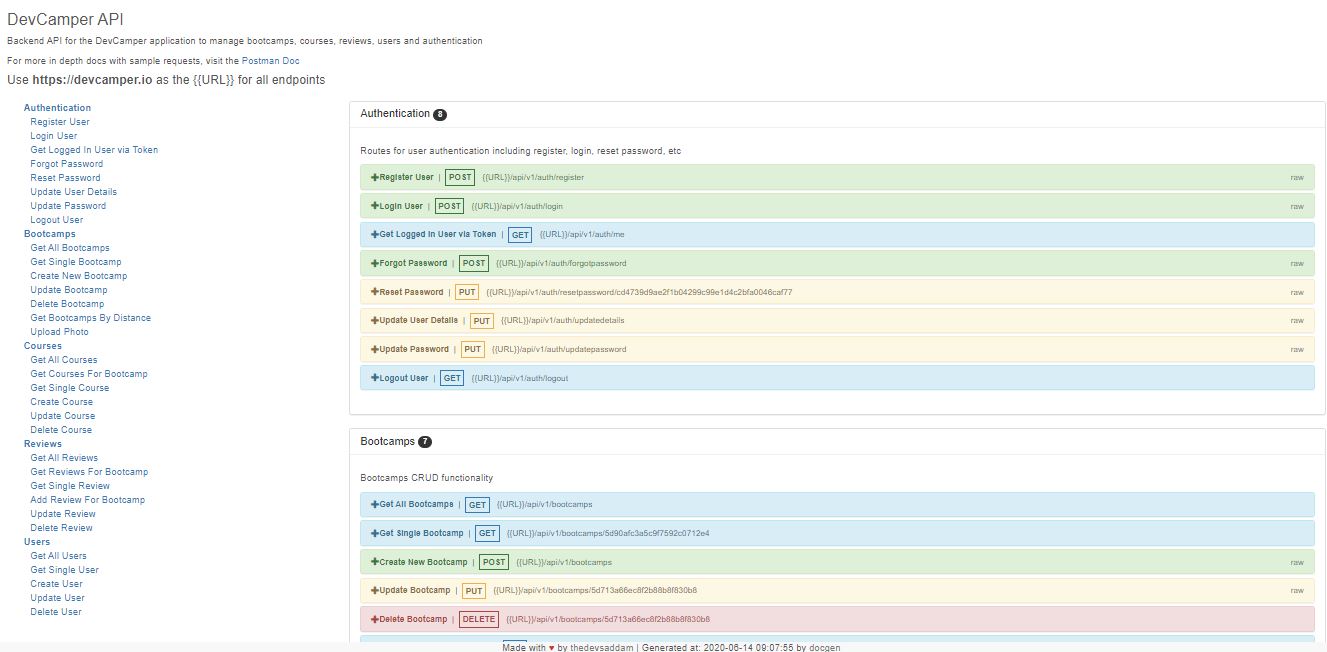 DevCamper API
Backend API for the DevCamper application to manage bootcamps, courses, reviews, users and authentication
For more in depth docs with sample requests, visit the Postman Doc
Use https://devcamper.io as the {{URL}} for all endpoints
Authentication
Register User
Login User
Get Logged In User via Token
Forgot Password
Reset Password
Update User Details
Update Password
Logout User
Bootcamps
Get All Bootcamps
Get Single Bootcamp
Create New Bootcamp
Update Bootcamp
Delete Bootcamp
Get Bootcamps By Distance
Upload Photo
Courses
Get All Courses
Get Courses For Bootcamp
Get Single Course
Create Course
Update Course
Delete Course
Reviews
Get All Reviews
Get Reviews For Bootcamp
Get Single Review
Add Review For Bootcamp
Update Review
Delete Review
Users
Get All Users
Get Single User
Create User
Update User
Delete User
Authentication 8
Routes for user authentication including register, login, reset password, etc
Register User | POST {{URL}}/api/v1/auth/register raw
Login User | POST {{URL}}/api/v1/auth/login raw
Get Logged In User via Token | GET {{URL}}/api/v1/auth/me
Forgot Password | POST {{URL}}/api/v1/auth/forgotpassword raw
Reset Password | PUT {{URL}}/api/v1/auth/resetpassword/cd4739d9ae2f1b04299c99e1d4c2bfa0046caf77 raw
Update User Details | PUT {{URL}}/api/v1/auth/updatedetails raw
Update Password | PUT {{URL}}/api/v1/auth/updatepassword raw
Logout User | GET {{URL}}/api/v1/auth/logout
Bootcamps 7
Bootcamps CRUD functionality
Get All Bootcamps | GET {{URL}}/api/v1/bootcamps
Get Single Bootcamp | GET {{URL}}/api/v1/bootcamps/5d90afc3a5c9f7592c0712e4
Create New Bootcamp | POST {{URL}}/api/v1/bootcamps raw
Update Bootcamp | PUT {{URL}}/api/v1/bootcamps/5d713a66ec8f2b88b8f830b8 raw
Delete Bootcamp | DELETE {{URL}}/api/v1/bootcamps/5d713a66ec8f2b88b8f830b8
Made with ♥ by thedevsaddam | Generated at: 2020-06-14 09:07:55 by docgen